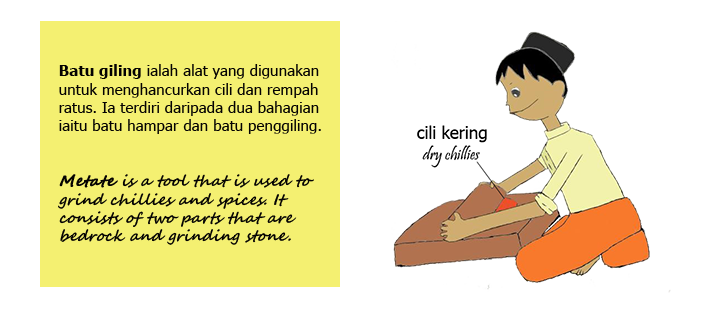 Batu giling ialah alat yang digunakan
untuk menghancurkan cili dan rempah
ratus. Ia terdiri daripada dua bahagian
iaitu batu hampar dan batu penggiling.
Metate is a tool that is used to
grind chillies and spices. It
consists of two parts that are
bedrock and grinding stone.
cili kering
dry chillies